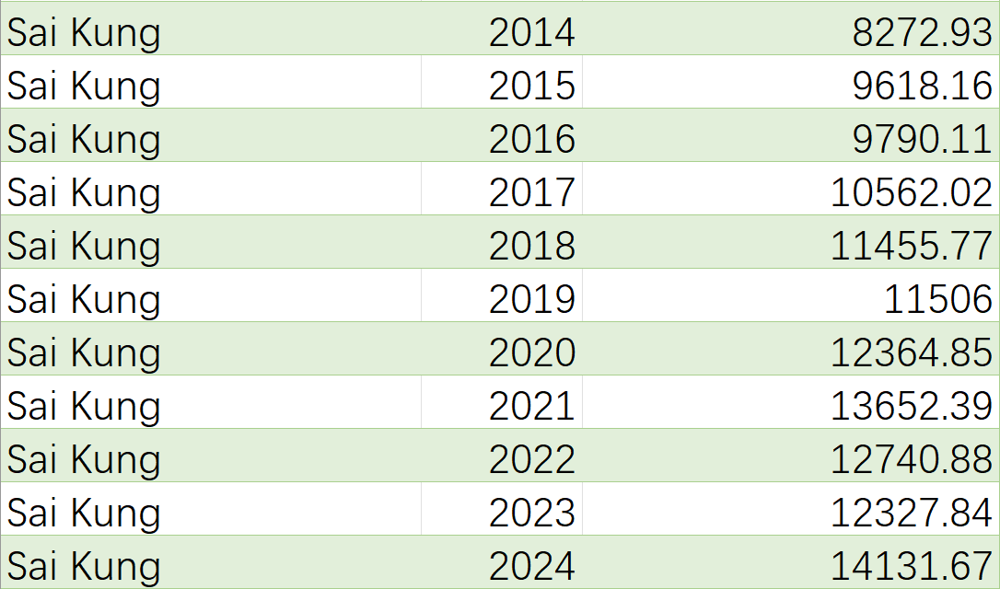 Sai Kung 2014 8272.93
Sai Kung 2015 9618.16
Sai Kung 2016 9790.11
Sai Kung 2017 10562.02
Sai Kung 2018 11455.77
Sai Kung 2019 11506
Sai Kung 2020 12364.85
Sai Kung 2021 13652.39
Sai Kung 2022 12740.88
Sai Kung 2023 12327.84
Sai Kung 2024 14131.67